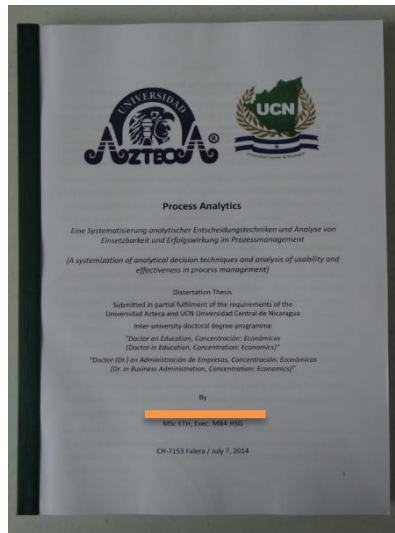 UNIVERSIDAD
AZTECA®
UCN
Universidad Central de Nicaragua
Process Analytics
Eine Systematisierung analytischer Entscheidungstechniken und Analyse von
Einsetzbarkeit und Erfolgswirkung im Prozessmanagement
(A systemization of analytical decision techniques and analysis of usability and
effectiveness in process management)
Dissertation Thesis
Submitted in partial fulfilment of the requirements of the
Universidad Azteca and UCN Universidad Central de Nicaragua
Inter-university doctoral degree programme
"Doctor en Education, Concentración: Económicas
(Doctor in Education, Concentration: Economics)"
"Doctor (Dr.) en Administración de Empresas, Concentración: Económicas
(Dr. in Business Administration, Concentration: Economics)"
By
MSc ETH, Exec. MBA HSG
CH-7153 Falera / July 7, 2014